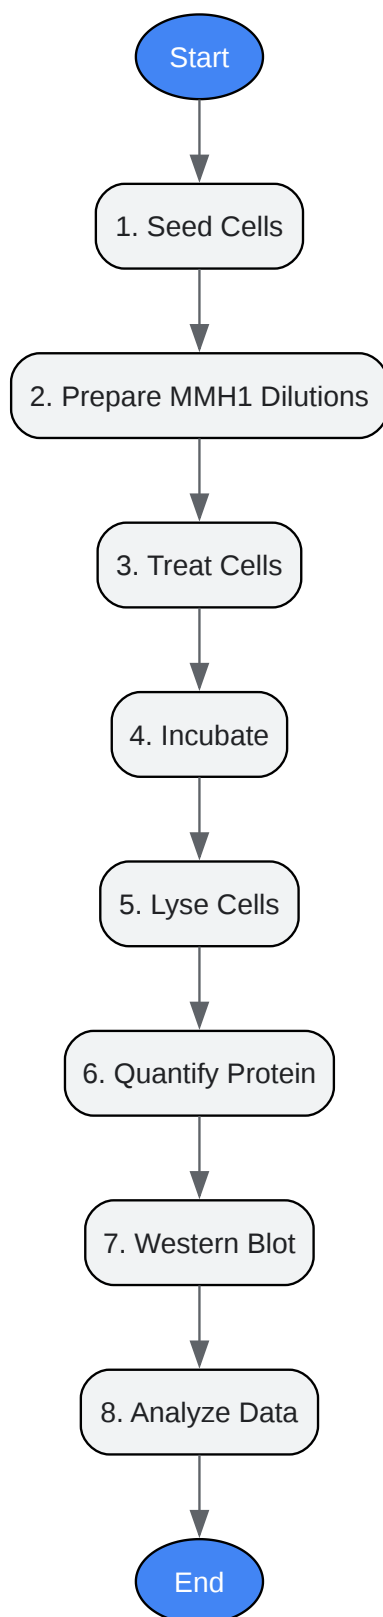 Start
1. Seed Cells
2. Prepare MMH1 Dilutions
3. Treat Cells
4. Incubate
5. Lyse Cells
6. Quantify Protein
7. Western Blot
8. Analyze Data
End